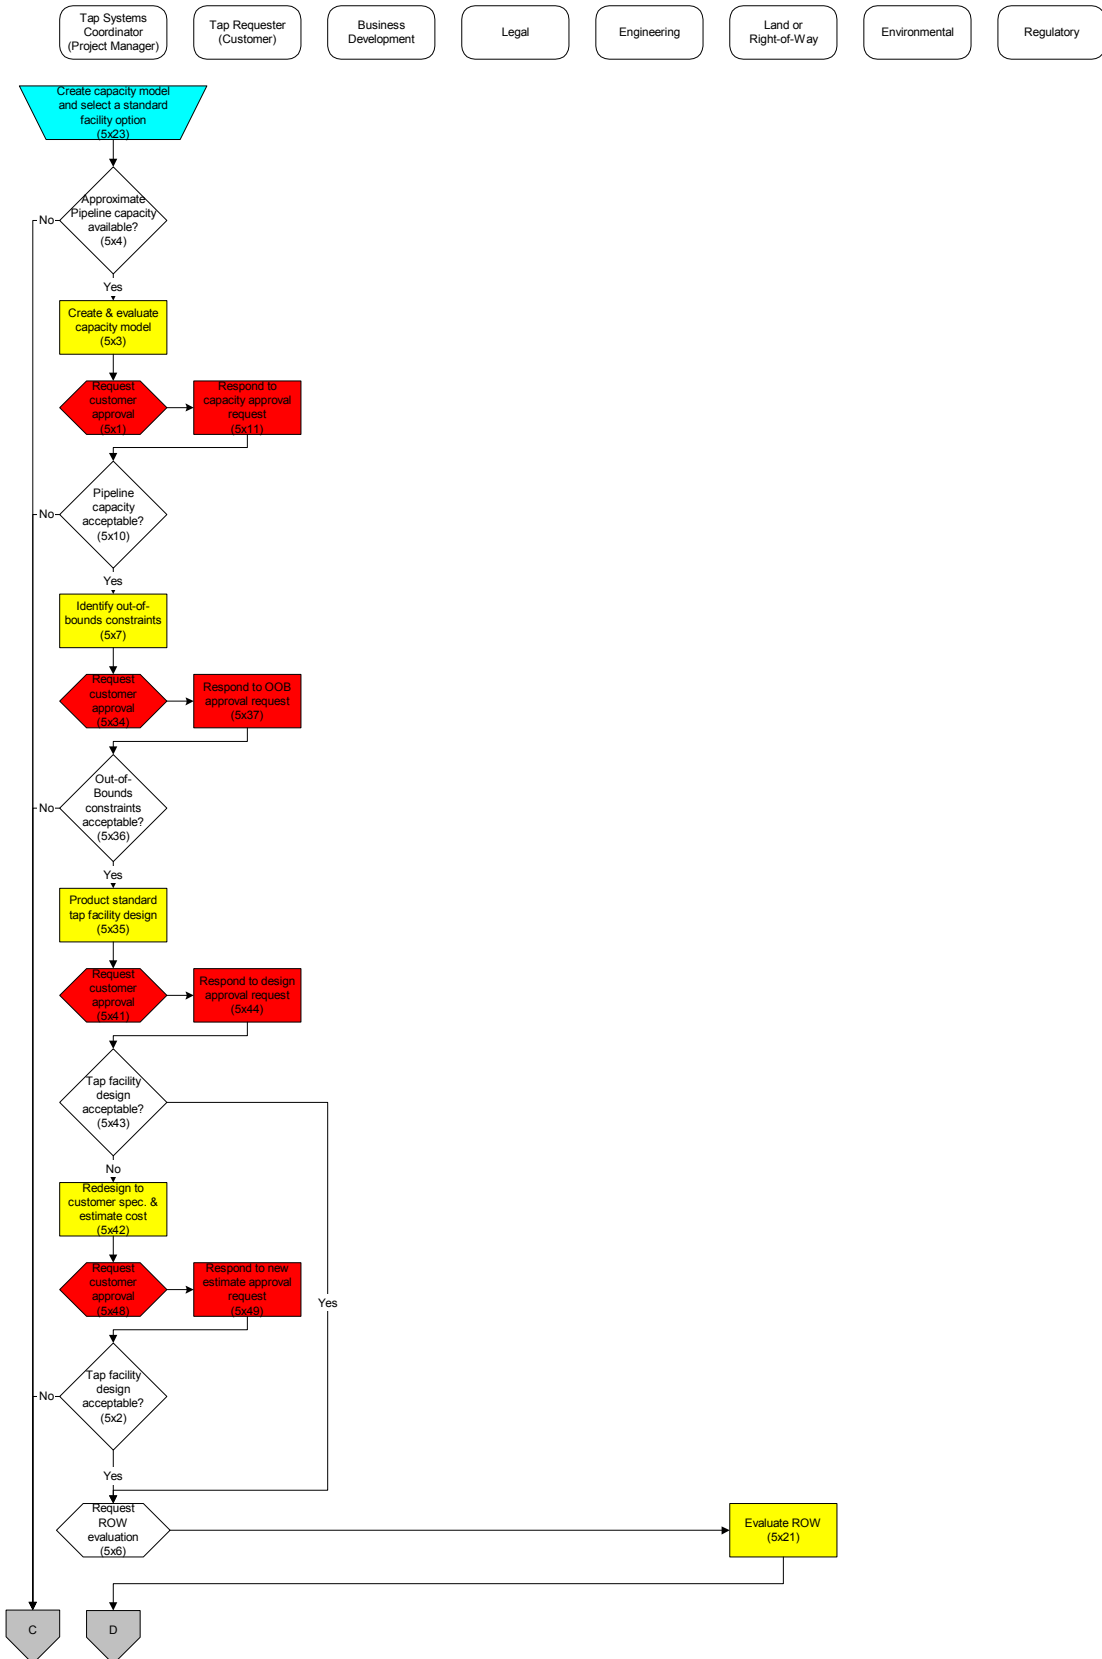 Tap Systems
Coordinator
(Project Manager)
Tap Requester
(Customer)
Business
Development
Legal
Engineering
Land or
Right-of-Way
Environmental
Regulatory
Create capacity model
and select a standard
facility option
(5x23)
Approximate
Pipeline capacity
available?
(5x4)
No
Yes
Create & evaluate
capacity model
(5x3)
Request
customer
approval
(5x1)
Respond to
capacity approval
request
(5x11)
Pipeline
capacity
acceptable?
(5x10)
No
Yes
Identify out-of-
bounds constraints
(5x7)
Request
customer
approval
(5x34)
Respond to OOB
approval request
(5x37)
Out-of-
Bounds
constraints
acceptable?
(5x36)
No
Yes
Product standard
tap facility design
(5x35)
Request
customer
approval
(5x41)
Respond to design
approval request
(5x44)
Tap facility
design
acceptable?
(5x43)
No
Redesign to
customer spec. &
estimate cost
(5x42)
Request
customer
approval
(5x48)
Respond to new
estimate approval
request
(5x49)
Yes
Tap facility
design
acceptable?
(5x2)
No
Yes
Request
ROW
evaluation
(5x6)
Evaluate ROW
(5x21)
C
D